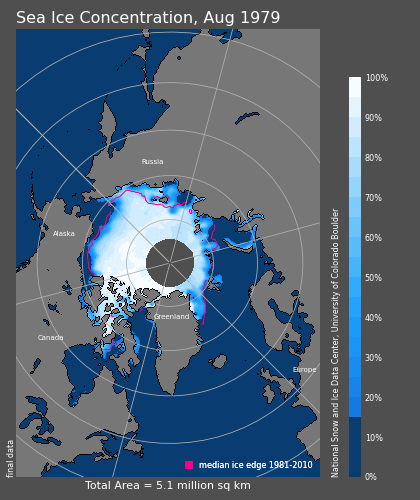 Sea Ice Concentration, Aug 1979
Russia
Alaska
Canada
Greenland
Europe
median ice edge 1981-2010
final data
Total Area = 5.1 million sq km
100%
90%
80%
70%
60%
50%
40%
30%
20%
10%
0%
National Snow and Ice Data Center, University of Colorado Boulder